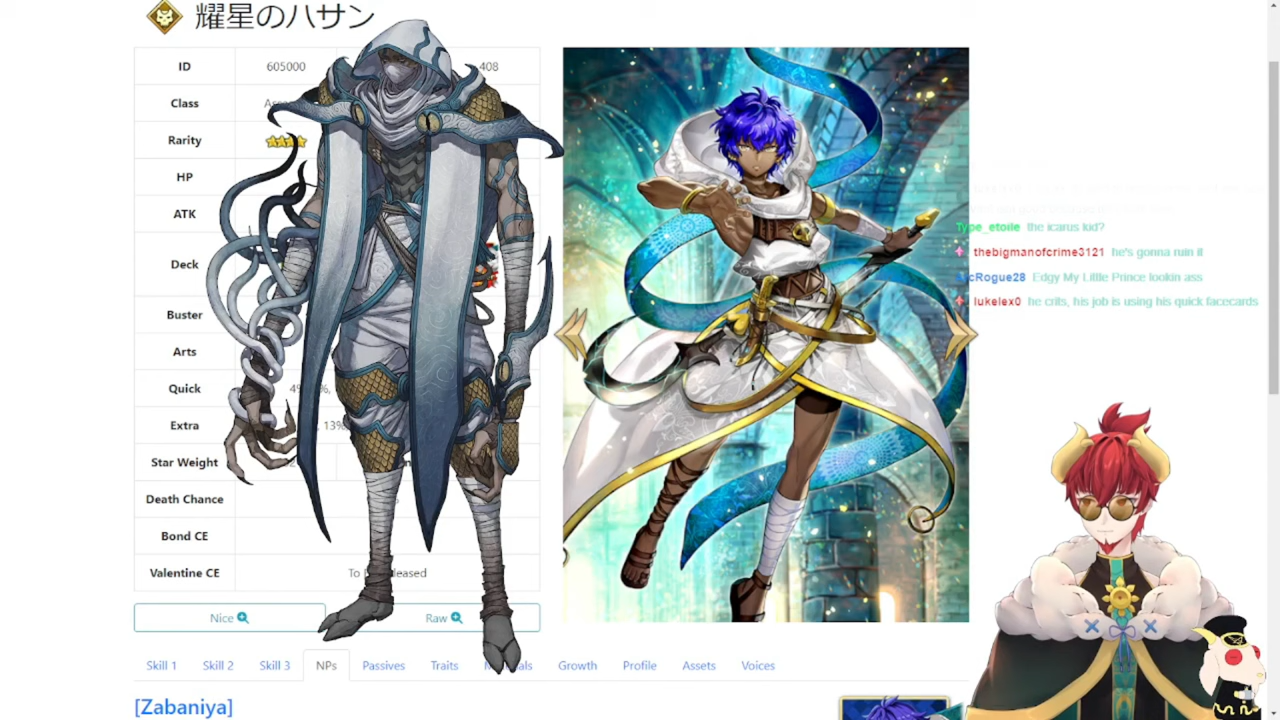 耀星のハサン
ID 605000 408
Class
Rarity
HP
ATK
Deck
Buster
Arts
Quick
Extra 13%
Star Weight
Death Chance
Bond CE
Valentine CE
Nice Raw
Skill 1 Skill 2 Skill 3 NPs Passives Traits Growth Profile Assets Voices
[Zabaniya]
Type_etoile the icarus kid?
thebigmanofcrime3121 he's gonna ruin it
Edgy My Little Prince lookin ass
lukelex0 he crits, his job is using his quick facecards